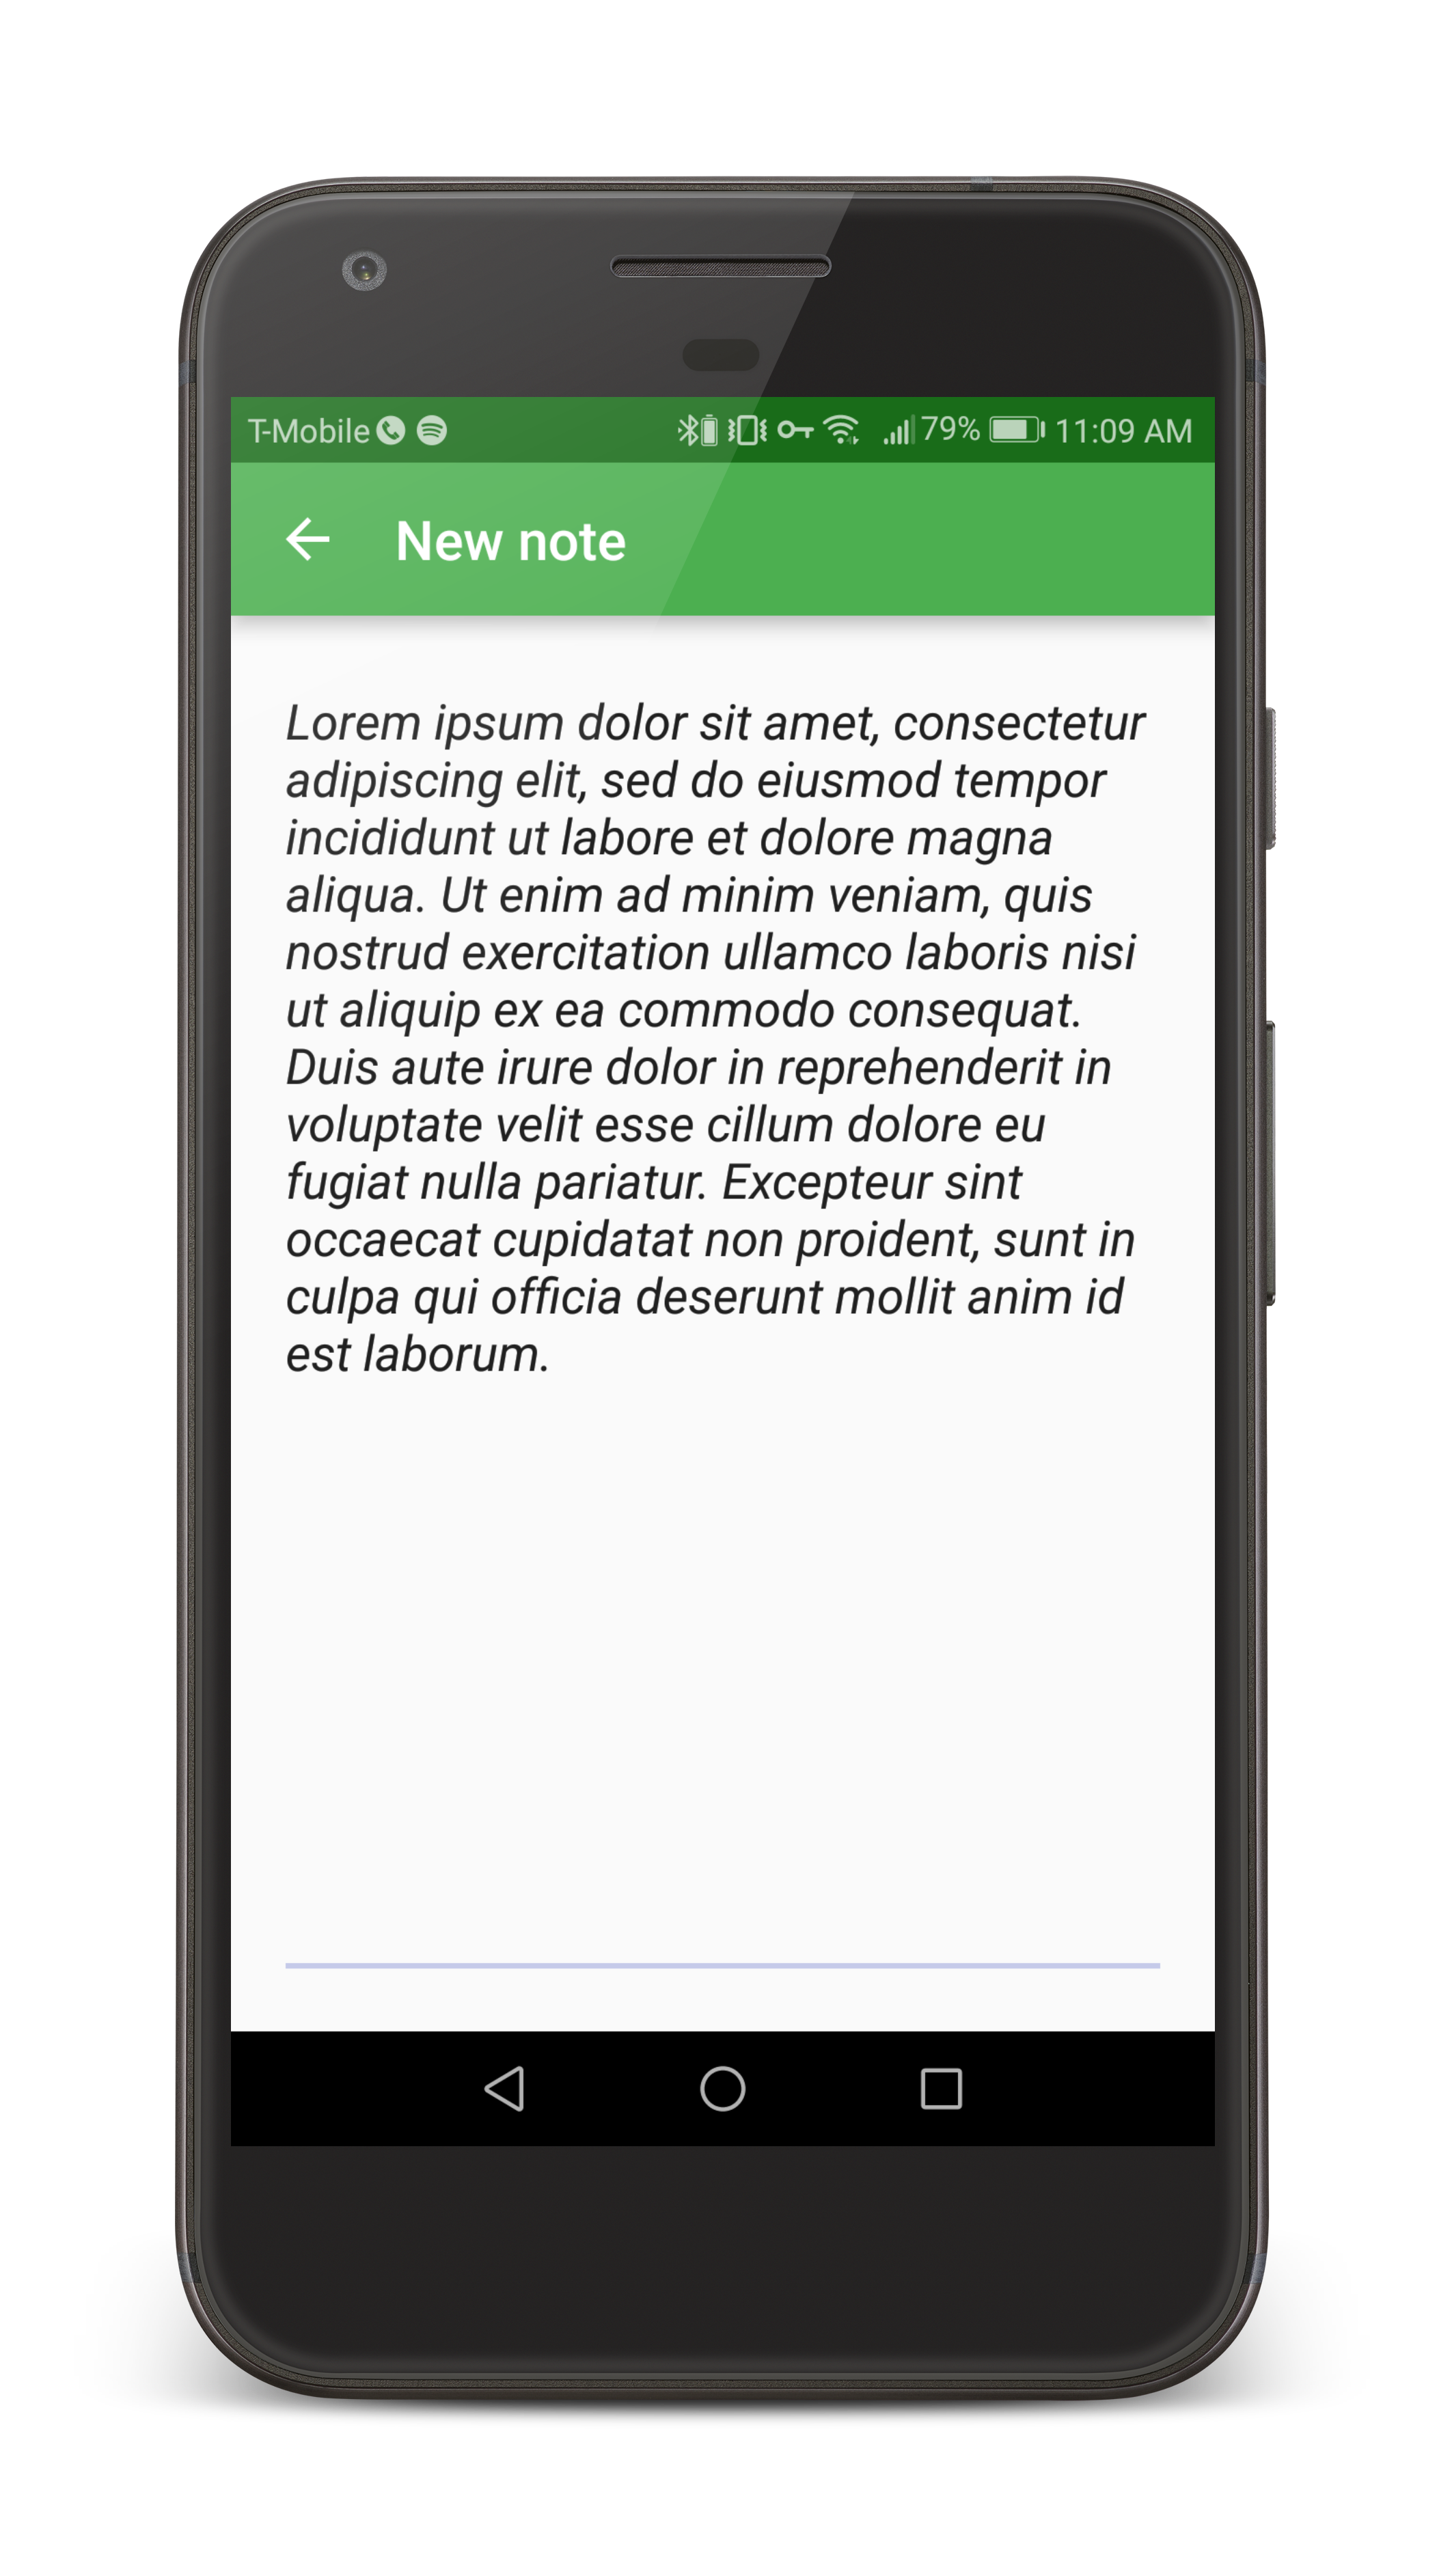 T-Mobile 79% 11:09 AM
New note
Lorem ipsum dolor sit amet, consectetur
adipiscing elit, sed do eiusmod tempor
incididunt ut labore et dolore magna
aliqua. Ut enim ad minim veniam, quis
nostrud exercitation ullamco laboris nisi
ut aliquip ex ea commodo consequat.
Duis aute irure dolor in reprehenderit in
voluptate velit esse cillum dolore eu
fugiat nulla pariatur. Excepteur sint
occaecat cupidatat non proident, sunt in
culpa qui officia deserunt mollit anim id
est laborum.